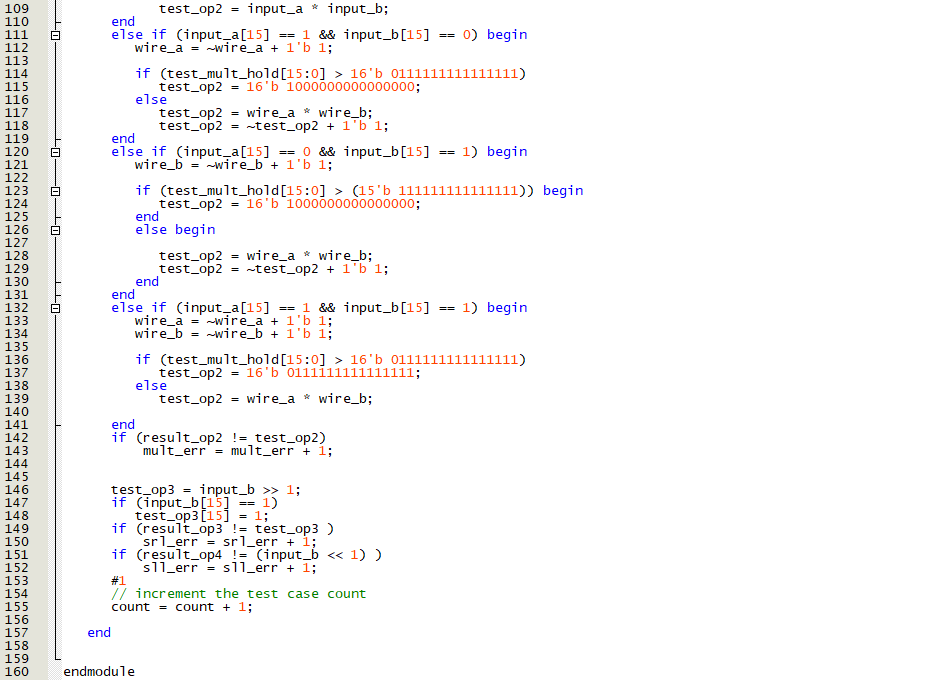 109 test_op2 = input_a * input_b;
110 end
111 else if (input_a[15] == 1 && input_b[15] == 0) begin
112 wire_a = ~wire_a + 1'b 1;
113
114 if (test_mult_hold[15:0] > 16'b 0111111111111111)
115 test_op2 = 16'b 1000000000000000;
116 else
117 test_op2 = wire_a * wire_b;
118 test_op2 = ~test_op2 + 1'b 1;
119 end
120 else if (input_a[15] == 0 && input_b[15] == 1) begin
121 wire_b = ~wire_b + 1'b 1;
122
123 if (test_mult_hold[15:0] > (15'b 111111111111111)) begin
124 test_op2 = 16'b 1000000000000000;
125 end
126 else begin
127
128 test_op2 = wire_a * wire_b;
129 test_op2 = ~test_op2 + 1'b 1;
130 end
131 end
132 else if (input_a[15] == 1 && input_b[15] == 1) begin
133 wire_a = ~wire_a + 1'b 1;
134 wire_b = ~wire_b + 1'b 1;
135
136 if (test_mult_hold[15:0] > 16'b 0111111111111111)
137 test_op2 = 16'b 0111111111111111;
138 else
139 test_op2 = wire_a * wire_b;
140
141 end
142 if (result_op2 != test_op2)
143 mult_err = mult_err + 1;
144
145
146 test_op3 = input_b >> 1;
147 if (input_b[15] == 1)
148 test_op3[15] = 1;
149 if (result_op3 != test_op3 )
150 srl_err = srl_err + 1;
151 if (result_op4 != (input_b << 1) )
152 sll_err = sll_err + 1;
153 #1
154 // increment the test case count
155 count = count + 1;
156
157 end
158
159
160 endmodule